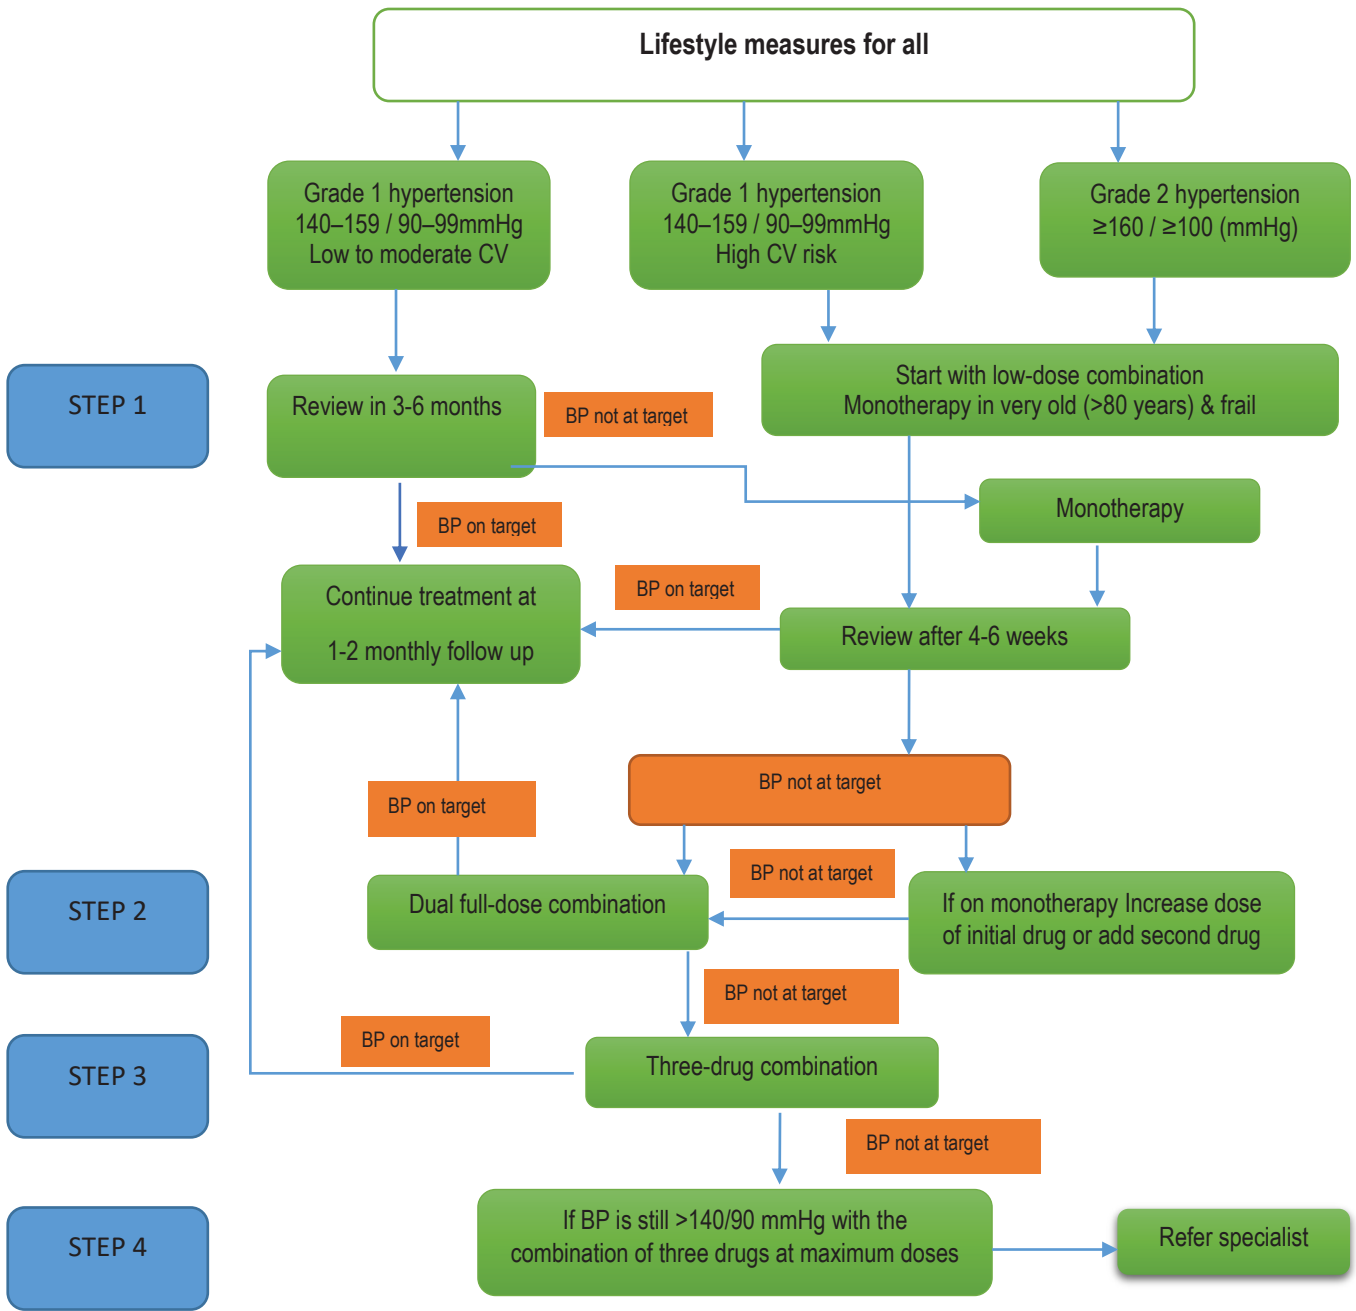 Lifestyle measures for all
Grade 1 hypertension
140–159 / 90–99mmHg
Low to moderate CV
Grade 1 hypertension
140–159 / 90–99mmHg
High CV risk
Grade 2 hypertension
≥160 / ≥100 (mmHg)
STEP 1
Review in 3-6 months
BP not at target
Start with low-dose combination
Monotherapy in very old (>80 years) & frail
BP on target
Monotherapy
Continue treatment at
1-2 monthly follow up
BP on target
Review after 4-6 weeks
BP on target
BP not at target
STEP 2
Dual full-dose combination
BP not at target
If on monotherapy Increase dose
of initial drug or add second drug
BP not at target
STEP 3
BP on target
Three-drug combination
BP not at target
STEP 4
If BP is still >140/90 mmHg with the
combination of three drugs at maximum doses
Refer specialist